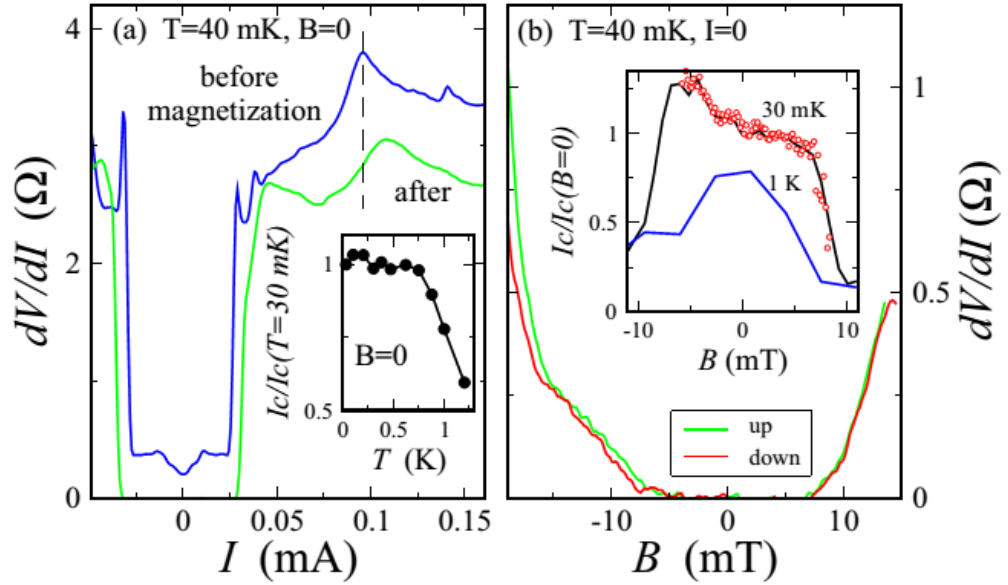 (a) T=40 mK, B=0
before
magnetization
after
4
2
0
0
0.05
0.1
0.15
dV/dI (Ω)
I (mA)
1
0.5
0
0.5
1
B=0
Ic/Ic(T=30 mK)
T (K)
(b) T=40 mK, I=0
30 mK
1 K
1
0.5
0
-10
0
10
Ic/Ic(B=0)
B (mT)
up
down
1
0.5
0
-10
0
10
dV/dI (Ω)
B (mT)